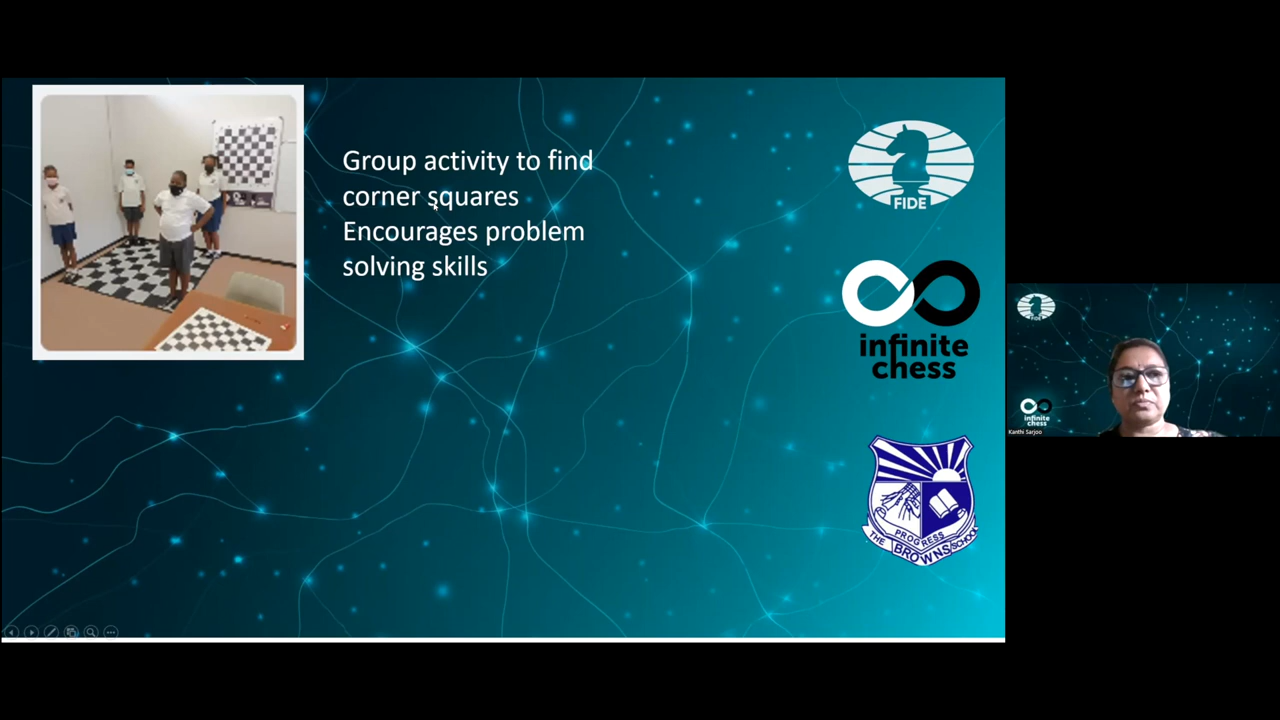 Group activity to find
corner squares
Encourages problem
solving skills
FIDE
infinite
chess
PROGRESS
THE BROWNS SCHOOL
infinite
chess
Kanthi Sarjoo